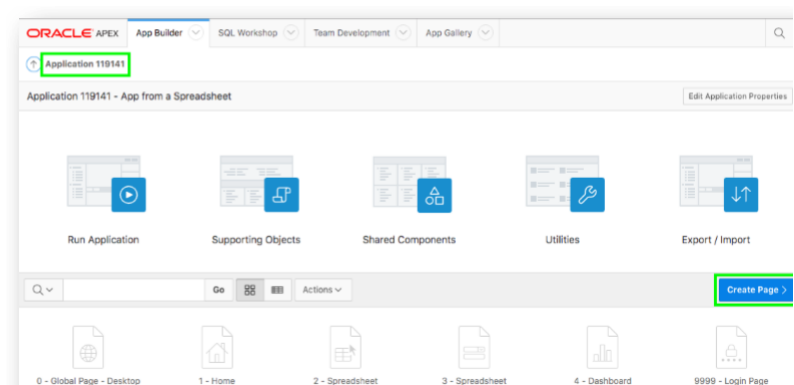 ORACLE APEX App Builder SQL Workshop Team Development App Gallery
Application 119141
Application 119141 - App from a Spreadsheet Edit Application Properties
Run Application Supporting Objects Shared Components Utilities Export / Import
Go Actions Create Page >
0 - Global Page - Desktop 1 - Home 2 - Spreadsheet 3 - Spreadsheet 4 - Dashboard 9999 - Login Page